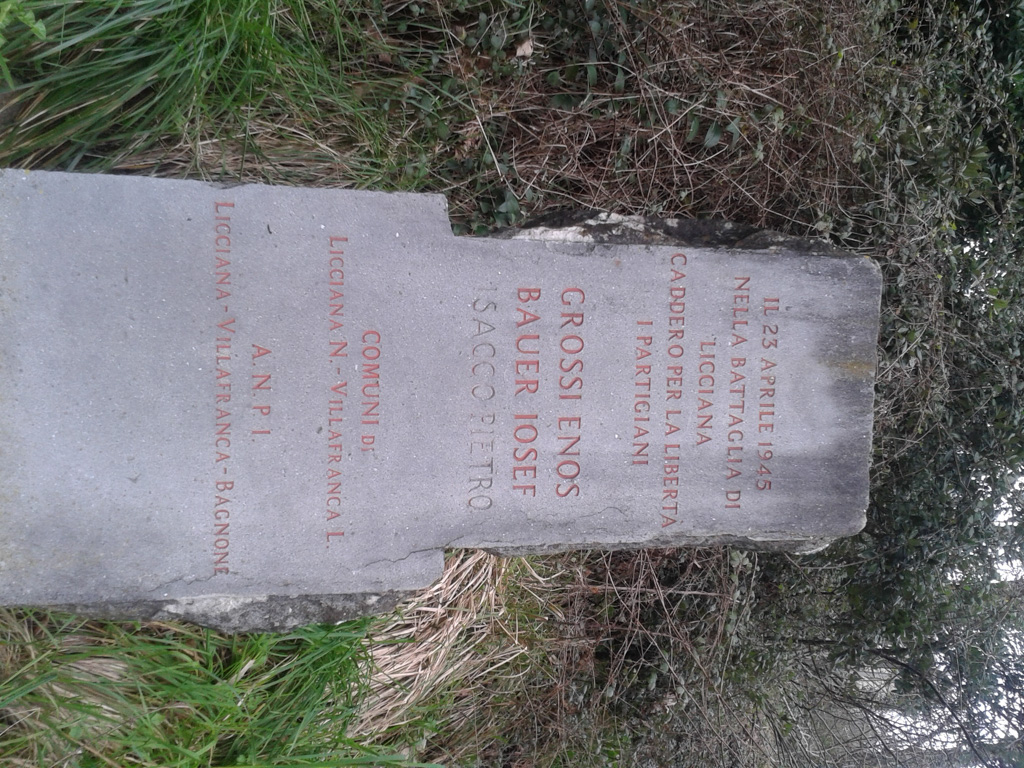 IL 23 APRILE 1945
NELLA BATTAGLIA DI
LICCIANA
CADDERO PER LA LIBERTÀ
I PARTIGIANI
GROSSI ENOS
BAUER IOSEF
ISACCO PIETRO
COMUNI DI
LICCIANA N. - VILLAFRANCA L.
A.N.P.I.
LICCIANA - VILLAFRANCA - BAGNONE